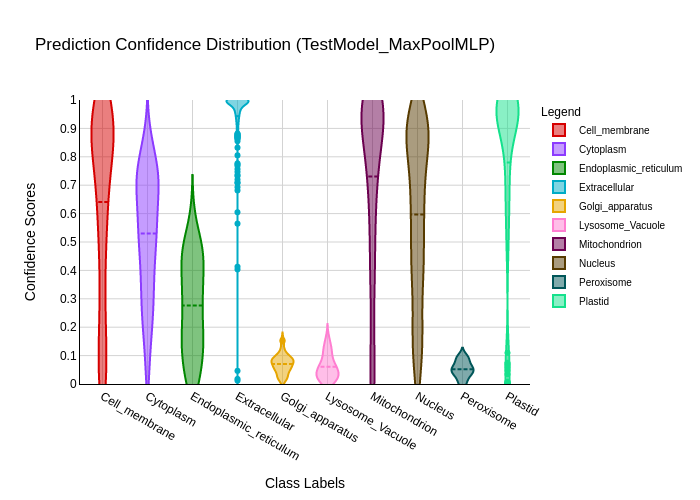 Prediction Confidence Distribution (TestModel_MaxPoolMLP)
Legend
Cell_membrane
Cytoplasm
Endoplasmic_reticulum
Extracellular
Golgi_apparatus
Lysosome_Vacuole
Mitochondrion
Nucleus
Peroxisome
Plastid
Confidence Scores
1
0.9
0.8
0.7
0.6
0.5
0.4
0.3
0.2
0.1
0
Cell_membrane
Cytoplasm
Endoplasmic_reticulum
Extracellular
Golgi_apparatus
Lysosome_Vacuole
Mitochondrion
Nucleus
Peroxisome
Plastid
Class Labels